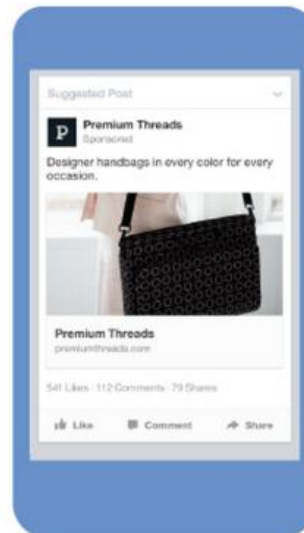 Suggested Post
P
Premium Threads
Sponsored
Designer handbags in every color for every
occasion.
Premium Threads
premiumthreads.com
541 Likes · 112 Comments · 79 Shares
Like Comment Share